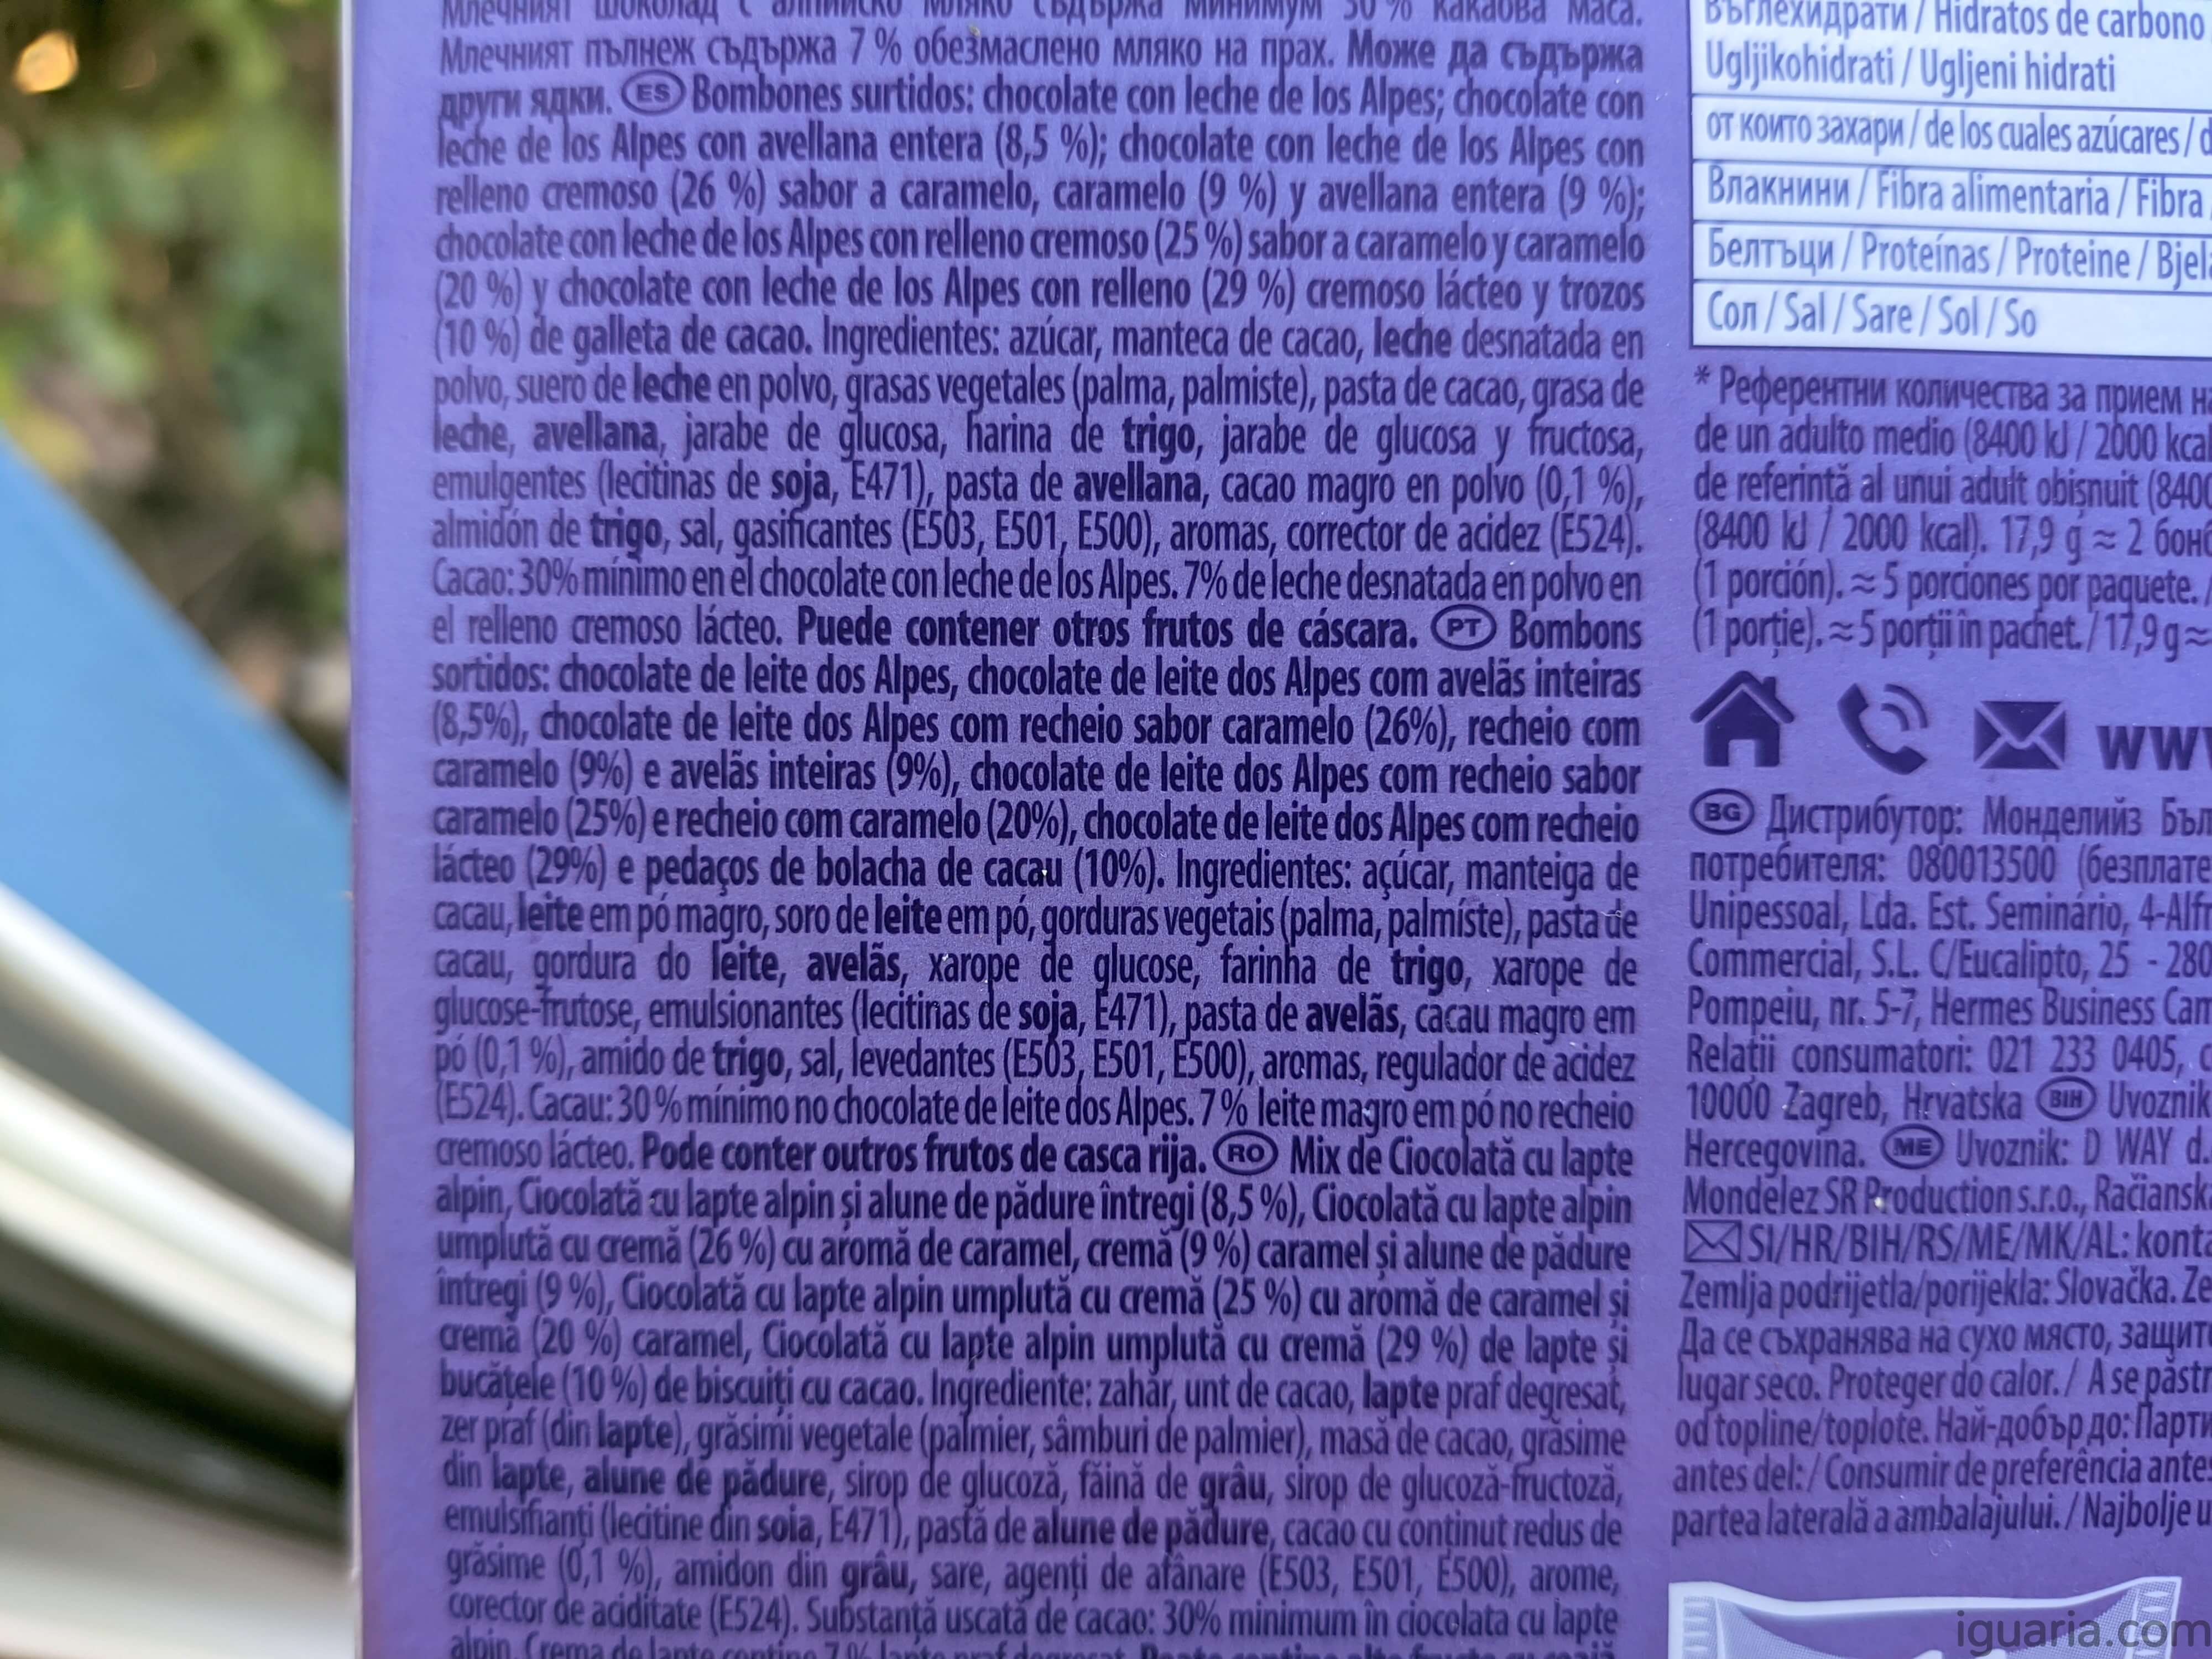 Млечният шоколад с алпийско мляко съдържа минимум 30 % какаова маса.
Млечният пълнеж съдържа 7 % обезмаслено мляко на прах. Може да съдържа
други ядки. ES Bombones surtidos: chocolate con leche de los Alpes; chocolate con
leche de los Alpes con avellana entera (8,5 %); chocolate con leche de los Alpes con
relleno cremoso (26 %) sabor a caramelo, caramelo (9 %) y avellana entera (9 %);
chocolate con leche de los Alpes con relleno cremoso (25 %) sabor a caramelo y caramelo
(20 %) y chocolate con leche de los Alpes con relleno (29 %) cremoso lácteo y trozos
(10 %) de galleta de cacao. Ingredientes: azúcar, manteca de cacao, leche desnatada en
polvo, suero de leche en polvo, grasas vegetales (palma, palmiste), pasta de cacao, grasa de
leche, avellana, jarabe de glucosa, harina de trigo, jarabe de glucosa y fructosa,
emulgentes (lecitinas de soja, E471), pasta de avellana, cacao magro en polvo (0,1 %),
almidón de trigo, sal, gasificantes (E503, E501, E500), aromas, corrector de acidez (E524).
Cacao: 30% mínimo en el chocolate con leche de los Alpes. 7% de leche desnatada en polvo en
el relleno cremoso lácteo. Puede contener otros frutos de cáscara. PT Bombons
sortidos: chocolate de leite dos Alpes, chocolate de leite dos Alpes com avelãs inteiras
(8,5%), chocolate de leite dos Alpes com recheio sabor caramelo (26%), recheio com
caramelo (9%) e avelãs inteiras (9%), chocolate de leite dos Alpes com recheio sabor
caramelo (25%) e recheio com caramelo (20%), chocolate de leite dos Alpes com recheio
lácteo (29%) e pedaços de bolacha de cacau (10%). Ingredientes: açúcar, manteiga de
cacau, leite em pó magro, soro de leite em pó, gorduras vegetais (palma, palmiste), pasta de
cacau, gordura do leite, avelãs, xarope de glucose, farinha de trigo, xarope de
glucose-frutose, emulsionantes (lecitinas de soja, E471), pasta de avelãs, cacau magro em
pó (0,1 %), amido de trigo, sal, levedantes (E503, E501, E500), aromas, regulador de acidez
(E524). Cacau: 30 % mínimo no chocolate de leite dos Alpes. 7 % leite magro em pó no recheio
cremoso lácteo. Pode conter outros frutos de casca rija. RO Mix de Ciocolată cu lapte
alpin, Ciocolată cu lapte alpin și alune de pădure întregi (8,5 %), Ciocolată cu lapte alpin
umplută cu cremă (26 %) cu aromă de caramel, cremă (9 %) caramel și alune de pădure
întregi (9 %), Ciocolată cu lapte alpin umplută cu cremă (25 %) cu aromă de caramel și
cremă (20 %) caramel, Ciocolată cu lapte alpin umplută cu cremă (29 %) de lapte și
bucățele (10 %) de biscuiți cu cacao. Ingrediente: zahăr, unt de cacao, lapte praf degresat,
zer praf (din lapte), grăsimi vegetale (palmier, sâmburi de palmier), masă de cacao, grăsime
din lapte, alune de pădure, sirop de glucoză, făină de grâu, sirop de glucoză-fructoză,
emulsifianți (lecitine din soia, E471), pastă de alune de pădure, cacao cu conținut redus de
grăsime (0,1 %), amidon din grâu, sare, agenți de afânare (E503, E501, E500), arome,
corector de aciditate (E524). Substanță uscată de cacao: 30% minimum în ciocolata cu lapte
alpin. Crema de lapte conține 7 % lapte praf degresat. Poate conține alte fructe cu coajă
Въглехидрати / Hidratos de carbono
Ugljikohidrati / Ugljeni hidrati
от които захари / de los cuales azúcares / d
Влакнини / Fibra alimentaria / Fibra
Белтъци / Proteínas / Proteine / Bjela
Сол / Sal / Sare / Sol / So
* Референтни количества за прием на
de un adulto medio (8400 kJ / 2000 kcal
de referință al unui adult obișnuit (840
(8400 kJ / 2000 kcal). 17,9 g ≈ 2 бонб
(1 porción). ≈ 5 porciones por paquete. /
(1 porție). ≈ 5 porții în pachet. / 17,9 g ≈
www
BG Дистрибутор: Монделийз Бъл
потребителя: 080013500 (безплате
Unipessoal, Lda. Est. Seminário, 4-Alf
Commercial, S.L. C/Eucalipto, 25 - 280
Pompeiu, nr. 5-7, Hermes Business Cam
Relații consumatori: 021 233 0405, c
10000 Zagreb, Hrvatska BIH Uvoznik
Hercegovina. ME Uvoznik: D WAY d.
Mondelez SR Production s.r.o., Račiansk
SI/HR/BIH/RS/ME/MK/AL: konta
Zemlja podrijetla/porijekla: Slovačka. Ze
Да се съхранява на сухо място, защит
lugar seco. Proteger do calor. / A se păstr
od topline/toplote. Най-добър до: Парти
antes del: / Consumir de preferência antes
partea laterală a ambalajului. / Najbolje u
iguaria.com